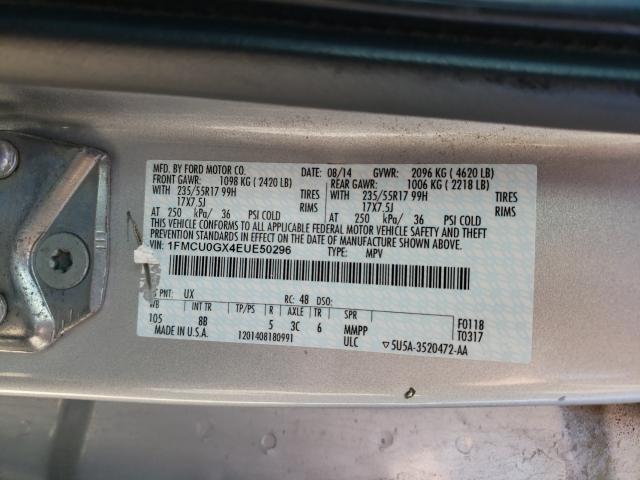 MFD. BY FORD MOTOR CO. DATE: 08/14 GVWR: 2096 KG ( 4620 LB)
FRONT GAWR: 1098 KG ( 2420 LB) REAR GAWR: 1006 KG ( 2218 LB)
WITH 235/55R17 99H TIRES WITH 235/55R17 99H TIRES
17X7.5J RIMS 17X7.5J RIMS
AT 250 kPa/ 36 PSI COLD AT 250 kPa/ 36 PSI COLD
THIS VEHICLE CONFORMS TO ALL APPLICABLE FEDERAL MOTOR VEHICLE SAFETY AND THEFT
PREVENTION STANDARDS IN EFFECT ON THE DATE OF MANUFACTURE SHOWN ABOVE.
VIN: 1FMCU0GX4EUE50296 TYPE: MPV
PNT: UX RC: 48 DSO:
WB INT TR TP/PS R AXLE TR SPR
105 8B 5 3C 6 MMPP F0118
MADE IN U.S.A. 1201408180991 ULC ▽5U5A-3520472-AA T0317